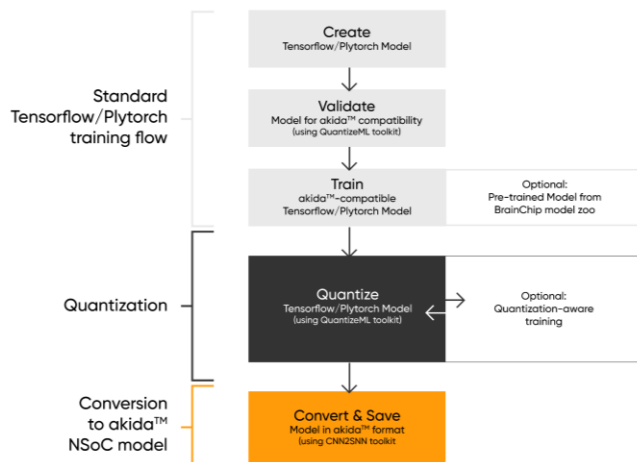 Create
Tensorflow/Plytorch Model
Standard
Tensorflow/Plytorch
training flow
Validate
Model for akida™ compatibility
(using QuantizeML toolkit)
Train
akida™-compatible
Tensorflow/Plytorch Model
Optional:
Pre-trained Model from
BrainChip model zoo
Quantization
Quantize
Tensorflow/Plytorch Model
(using QuantizeML toolkit)
Optional:
Quantization-aware
training
Conversion
to akida™
NSoC model
Convert & Save
Model in akida™ format
(using CNN2SNN toolkit